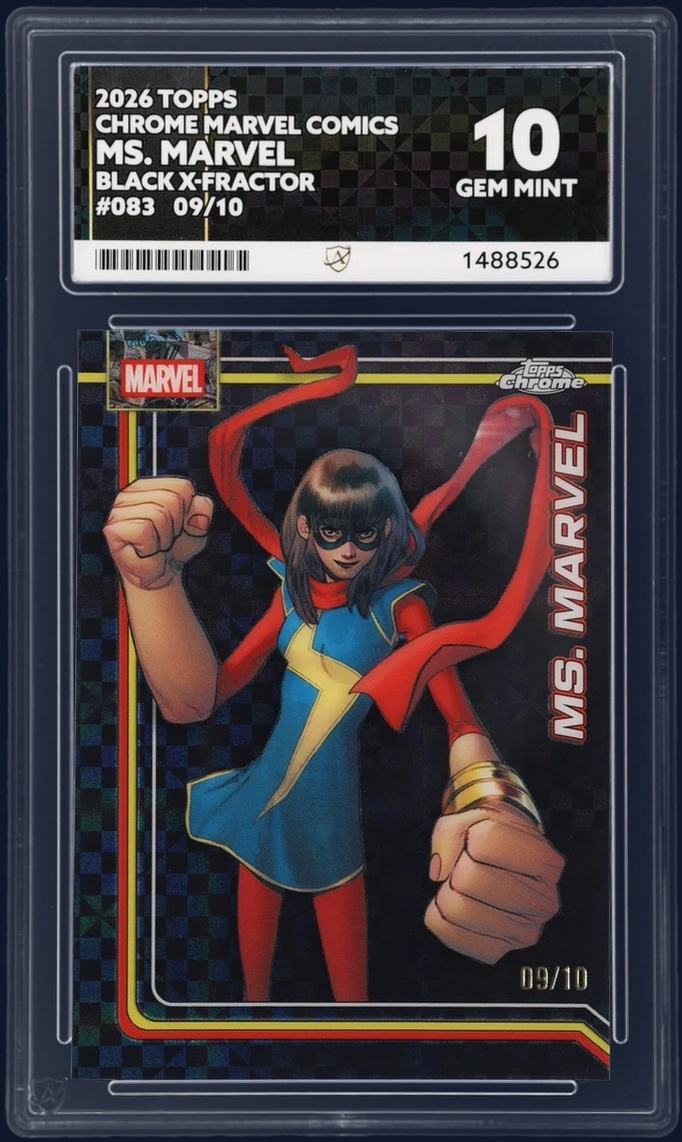 2026 TOPPS
CHROME MARVEL COMICS
MS. MARVEL
BLACK X-FRACTOR
#083 09/10
10
GEM MINT
1488526
MARVEL
Topps
Chrome
MS. MARVEL
09/10